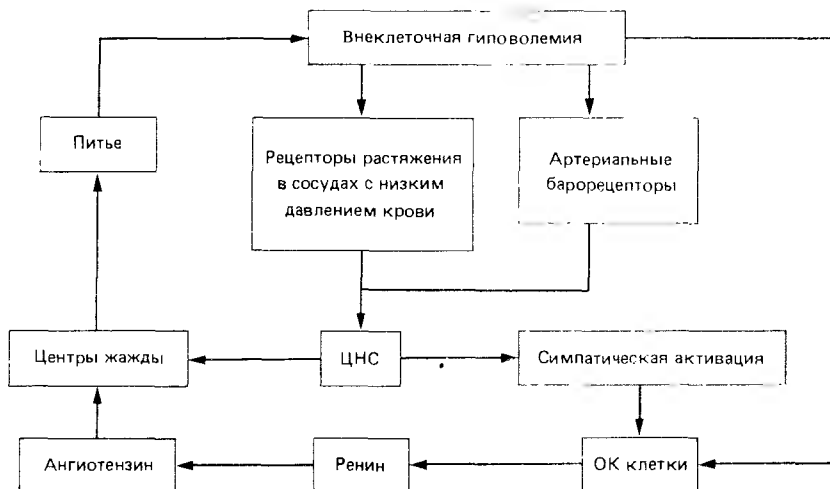 Внеклеточная гиповолемия
Питье
Рецепторы растяжения
в сосудах с низким
давлением крови
Артериальные
барорецепторы
Центры жажды
ЦНС
Симпатическая активация
Ангиотензин
Ренин
ОК клетки